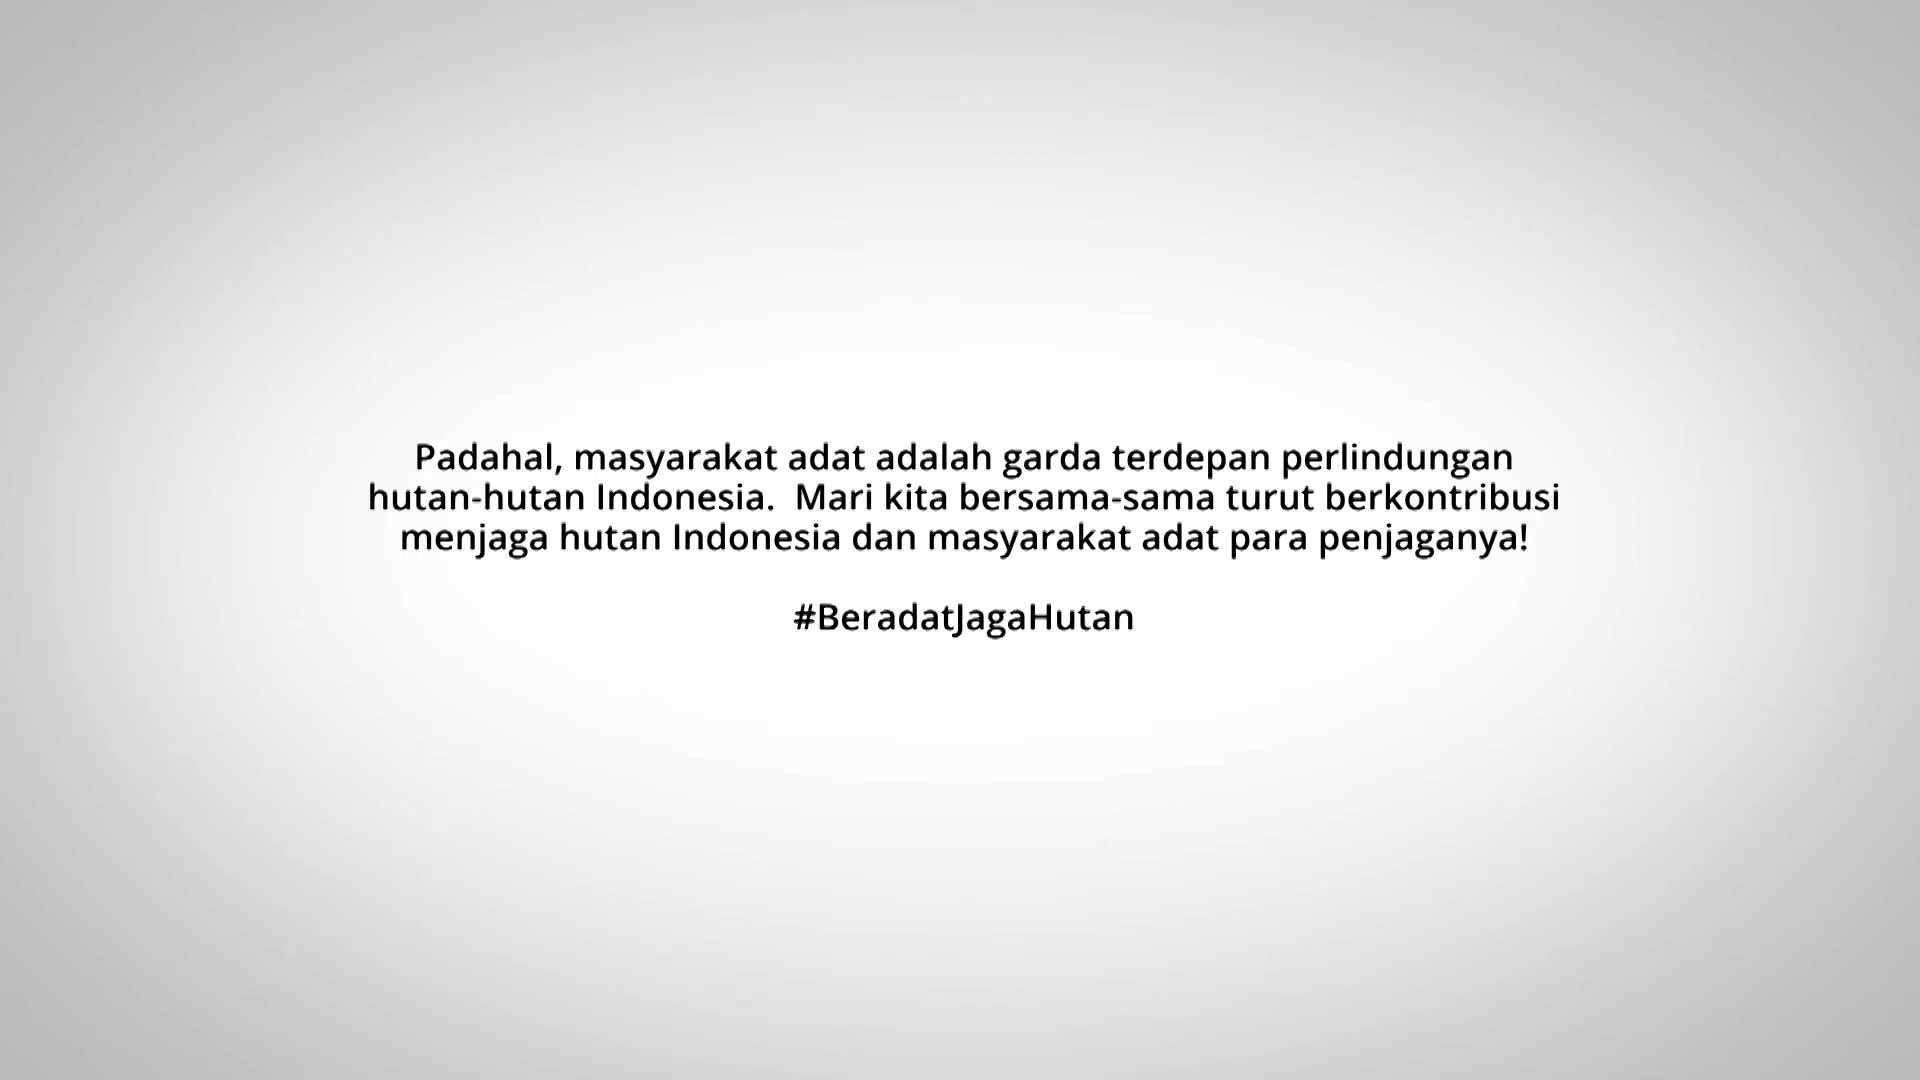 Padahal, masyarakat adat adalah garda terdepan perlindungan
hutan-hutan Indonesia.  Mari kita bersama-sama turut berkontribusi
menjaga hutan Indonesia dan masyarakat adat para penjaganya!
#BeradatJagaHutan